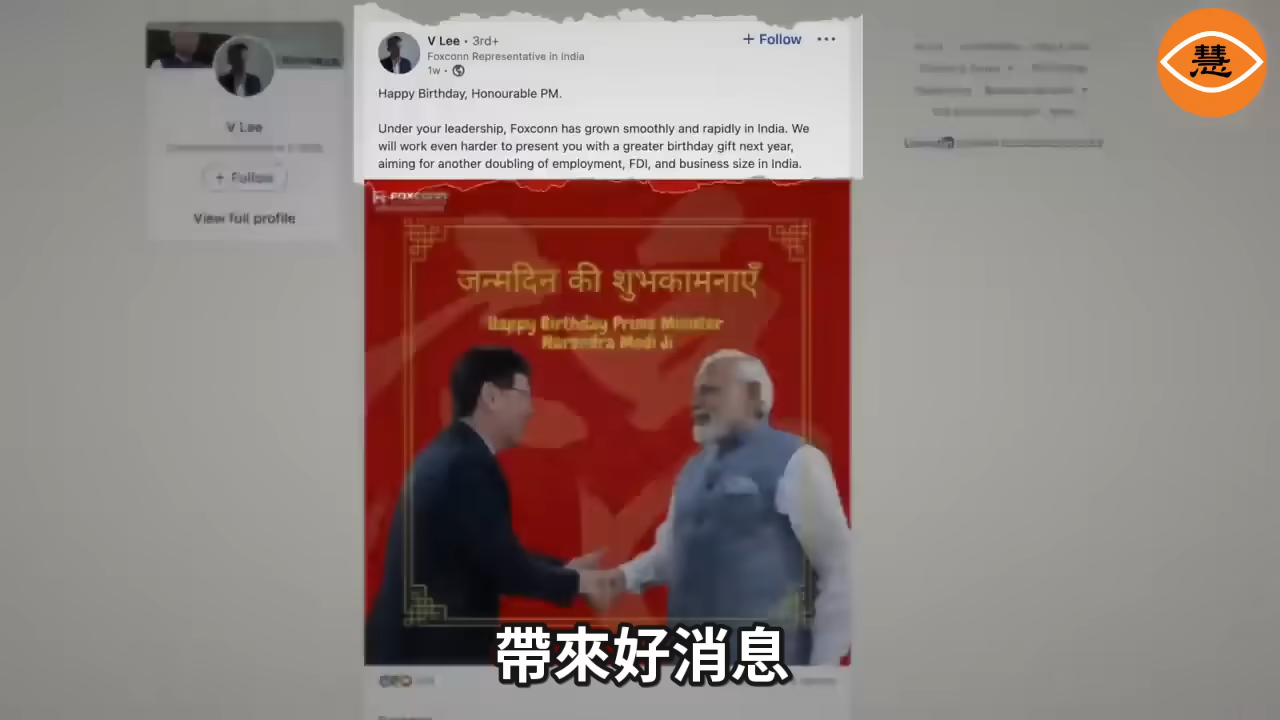 慧
V Lee • 3rd+
+ Follow
Foxconn Representative in India
1w •
Happy Birthday, Honourable PM.
Under your leadership, Foxconn has grown smoothly and rapidly in India. We
will work even harder to present you with a greater birthday gift next year,
aiming for another doubling of employment, FDI, and business size in India.
V Lee
+ Follow
View full profile
FOXCONN
जन्मदिन की शुभकामनाएँ
Happy Birthday Prime Minister
Narendra Modi Ji
帶來好消息